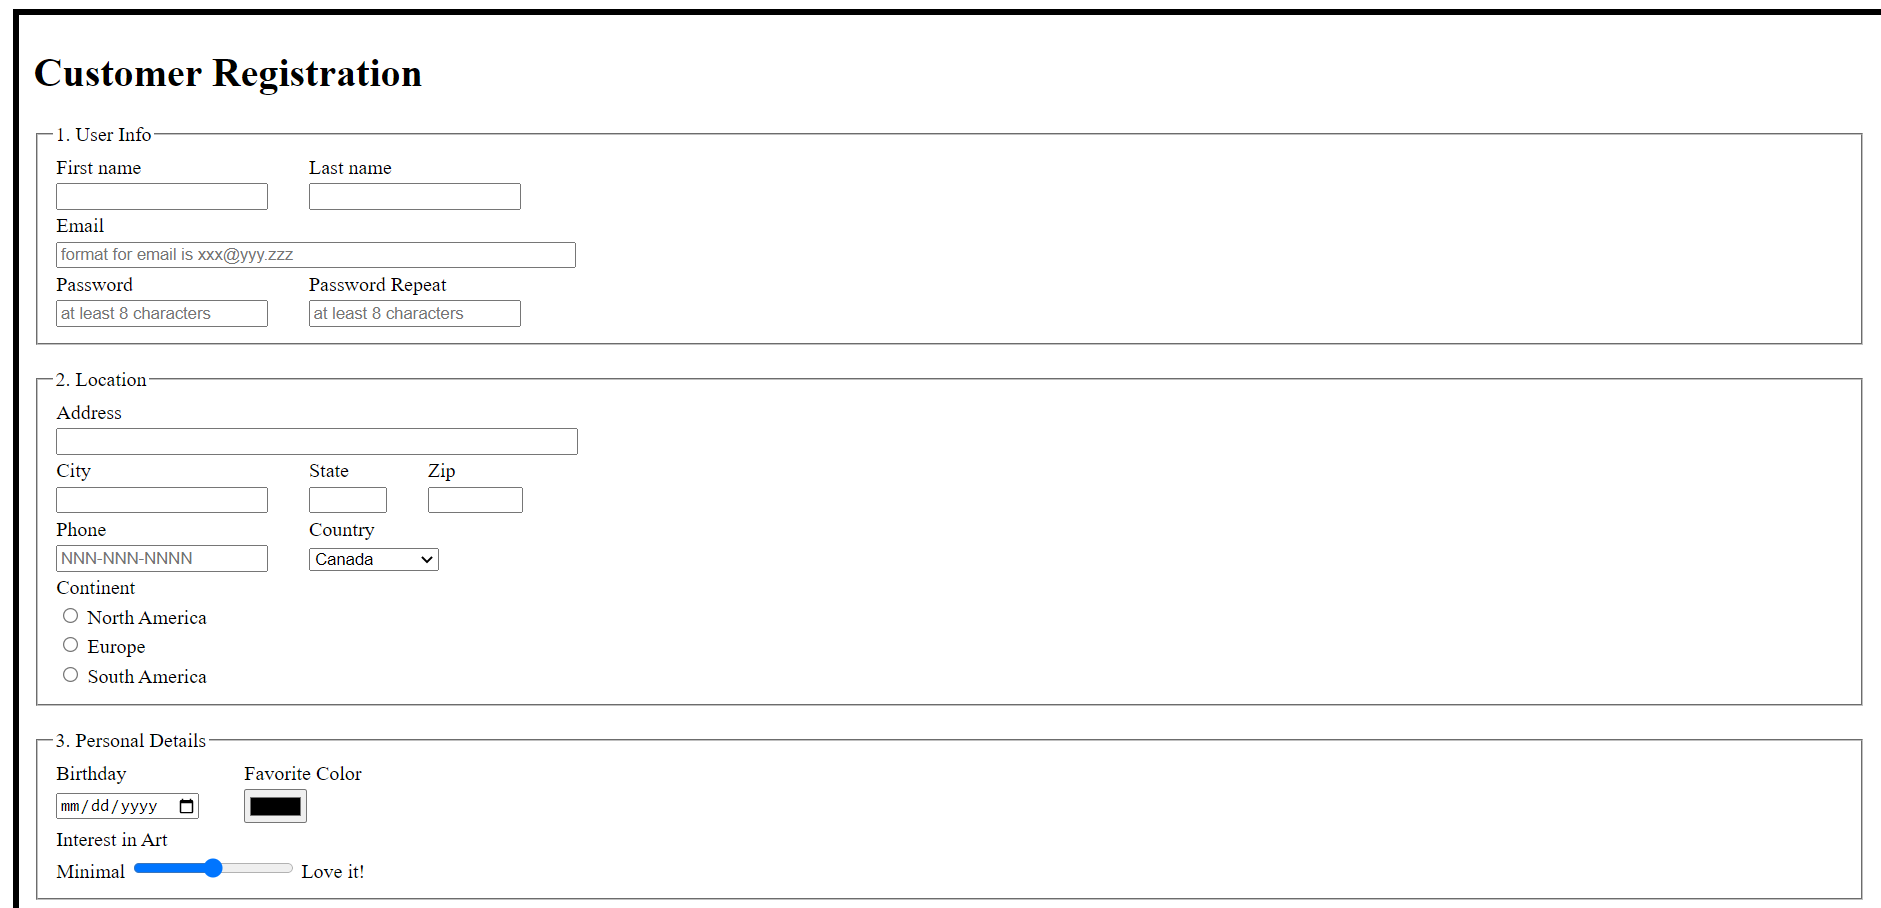 Customer Registration
1. User Info
First name Last name
Email
format for email is xxx@yyy.zzz
Password Password Repeat
at least 8 characters at least 8 characters
2. Location
Address
City State Zip
Phone Country
NNN-NNN-NNNN Canada
Continent
North America
Europe
South America
3. Personal Details
Birthday Favorite Color
mm/dd/yyyy
Interest in Art
Minimal Love it!